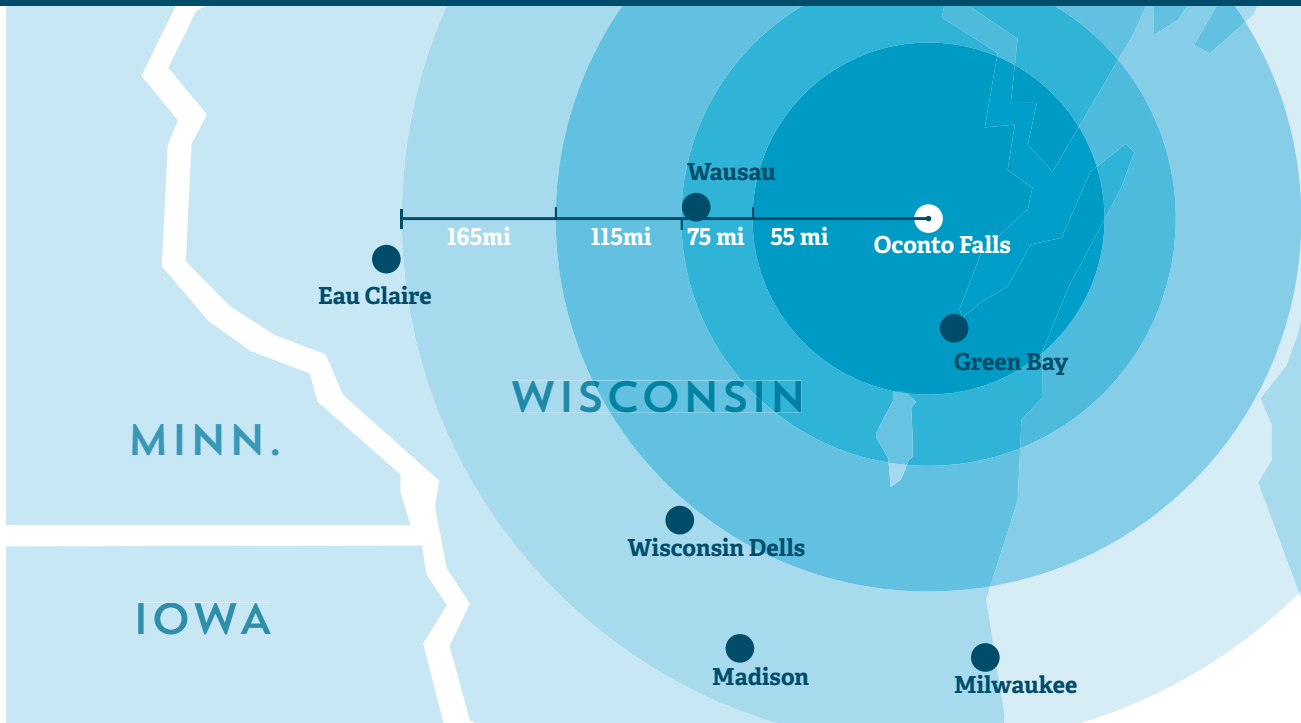 Wausau
165mi
115mi
75 mi
55 mi
Oconto Falls
Eau Claire
Green Bay
WISCONSIN
MINN.
Wisconsin Dells
IOWA
Madison
Milwaukee